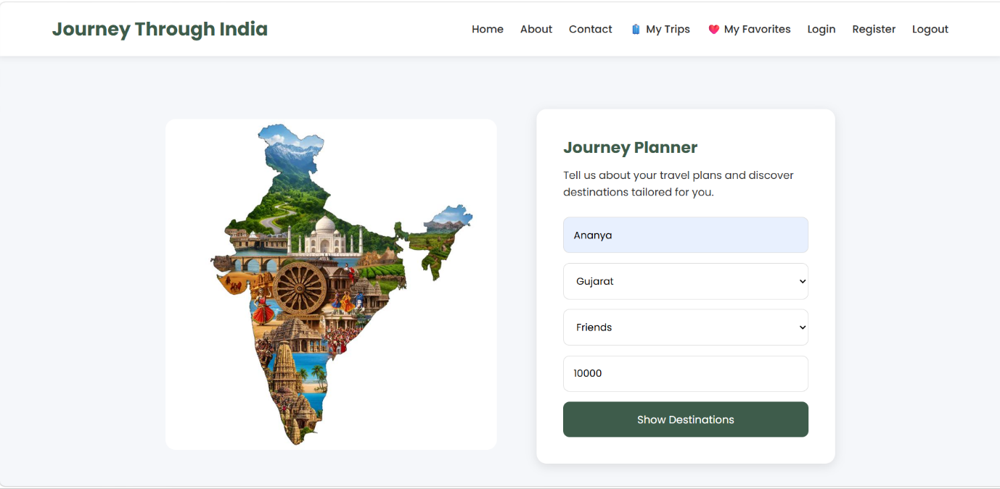 Journey Through India
Home About Contact My Trips My Favorites Login Register Logout
Journey Planner
Tell us about your travel plans and discover
destinations tailored for you.
Ananya
Gujarat
Friends
10000
Show Destinations